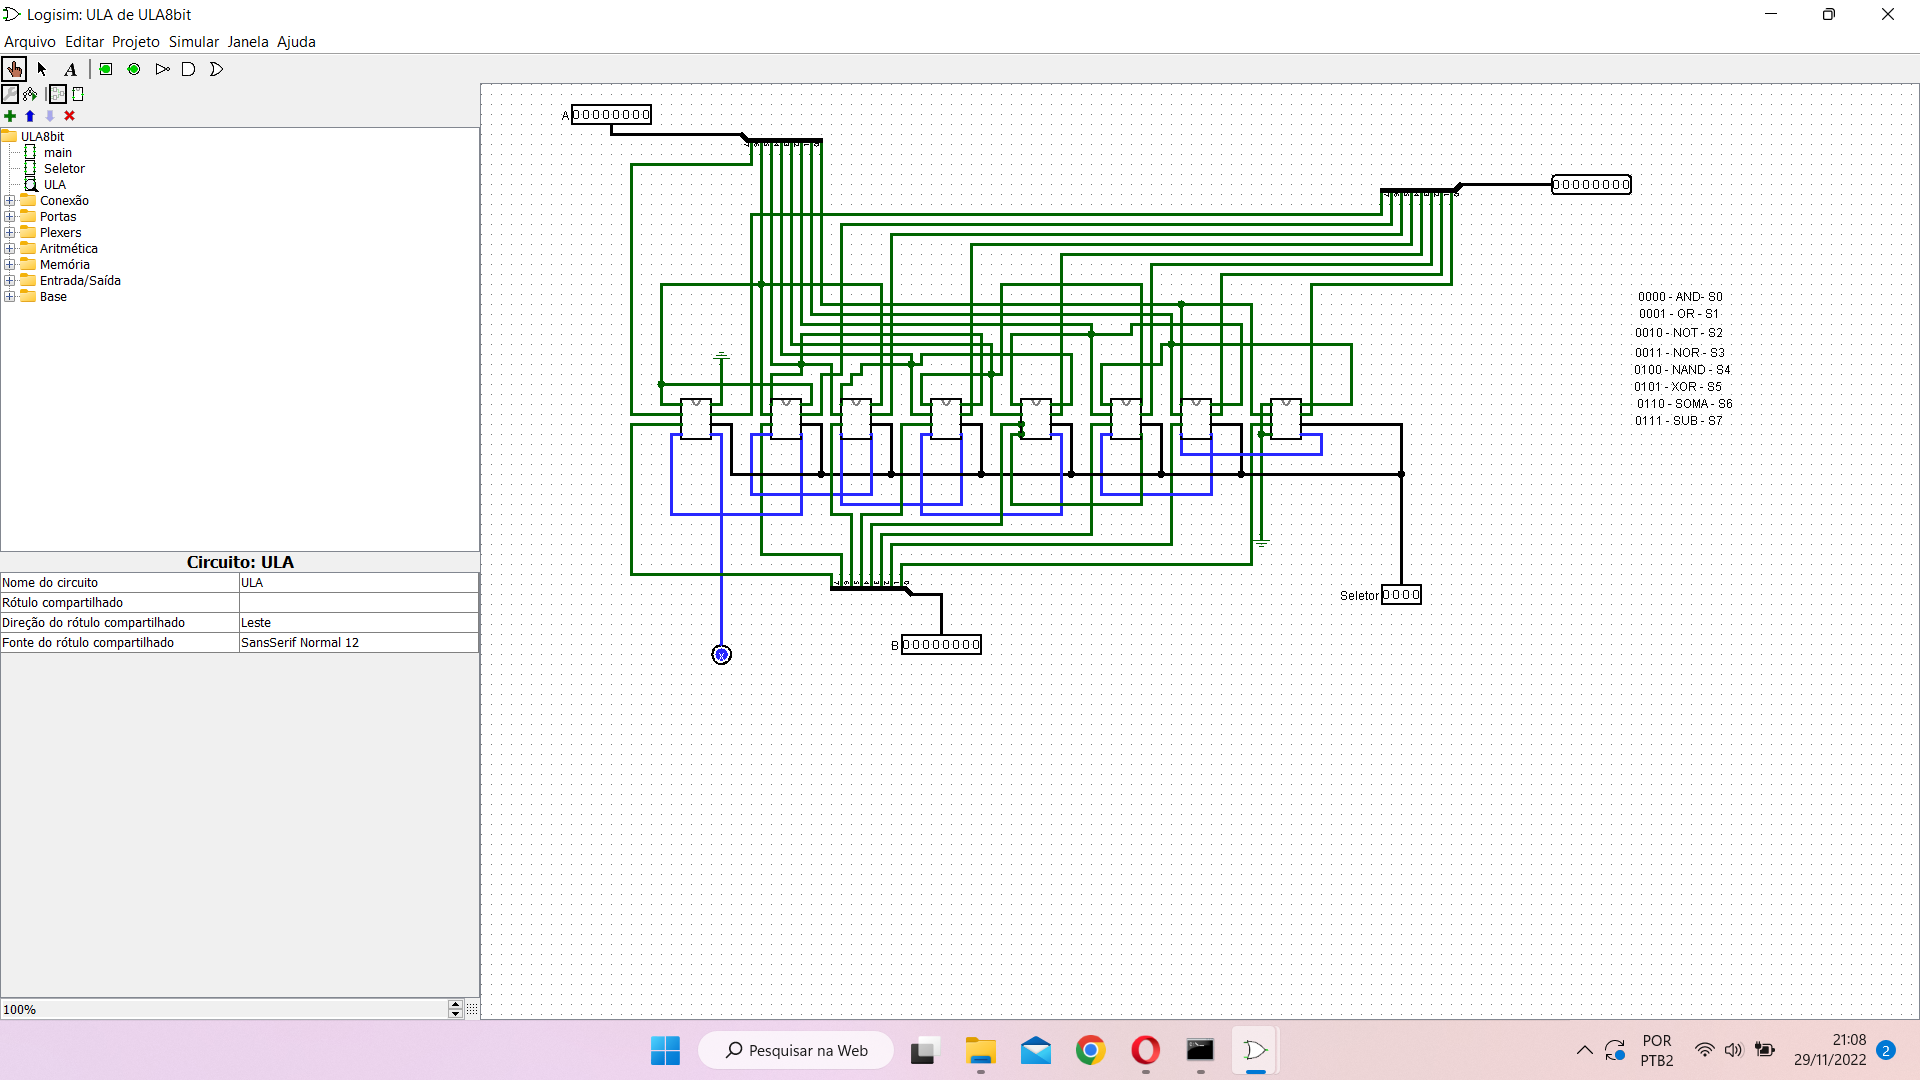 Logisim: ULA de ULA8bit
Arquivo Editar Projeto Simular Janela Ajuda
ULA8bit
main
Seletor
ULA
Conexão
Portas
Plexers
Aritmética
Memória
Entrada/Saída
Base
Circuito: ULA
Nome do circuito ULA
Rótulo compartilhado
Direção do rótulo compartilhado Leste
Fonte do rótulo compartilhado SansSerif Normal 12
100%
A 00000000
00000000
0000 - AND- S0
0001 - OR - S1
0010 - NOT - S2
0011 - NOR - S3
0100 - NAND - S4
0101 - XOR - S5
0110 - SOMA - S6
0111 - SUB - S7
Seletor 0000
B 00000000
x
Pesquisar na Web
POR
PTB2
21:08
29/11/2022
2